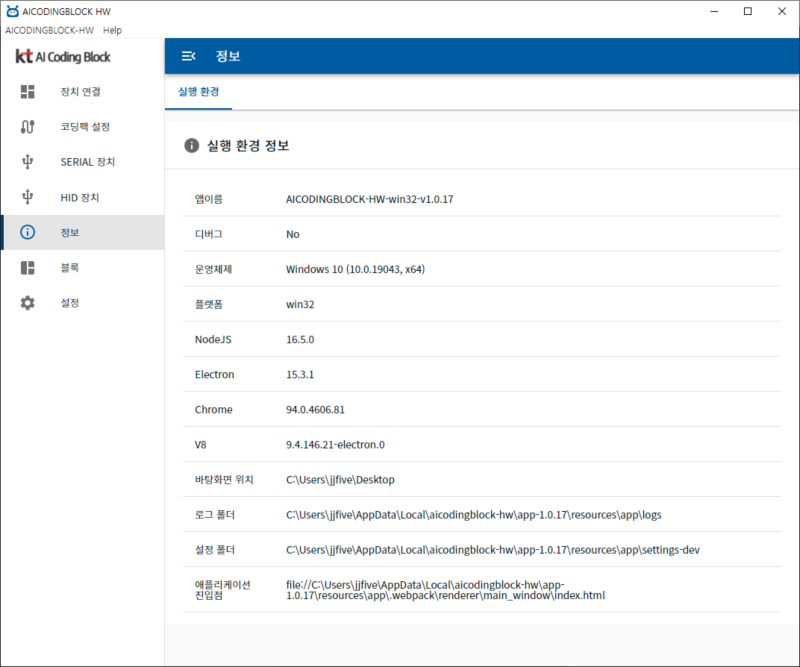 AICODINGBLOCK HW
AICODINGBLOCK-HW Help
kt AI Coding Block
정보
장치 연결
코딩팩 설정
SERIAL 장치
HID 장치
정보
블록
설정
실행 환경
실행 환경 정보
앱이름 AICODINGBLOCK-HW-win32-v1.0.17
디버그 No
운영체제 Windows 10 (10.0.19043, x64)
플랫폼 win32
NodeJS 16.5.0
Electron 15.3.1
Chrome 94.0.4606.81
V8 9.4.146.21-electron.0
바탕화면 위치 C:\Users\jjfive\Desktop
로그 폴더 C:\Users\jjfive\AppData\Local\aicodingblock-hw\app-1.0.17\resources\app\logs
설정 폴더 C:\Users\jjfive\AppData\Local\aicodingblock-hw\app-1.0.17\resources\app\settings-dev
애플리케이션 file://C:\Users\jjfive\AppData\Local\aicodingblock-hw\app-
진입점 1.0.17\resources\app\.webpack\renderer\main_window\index.html